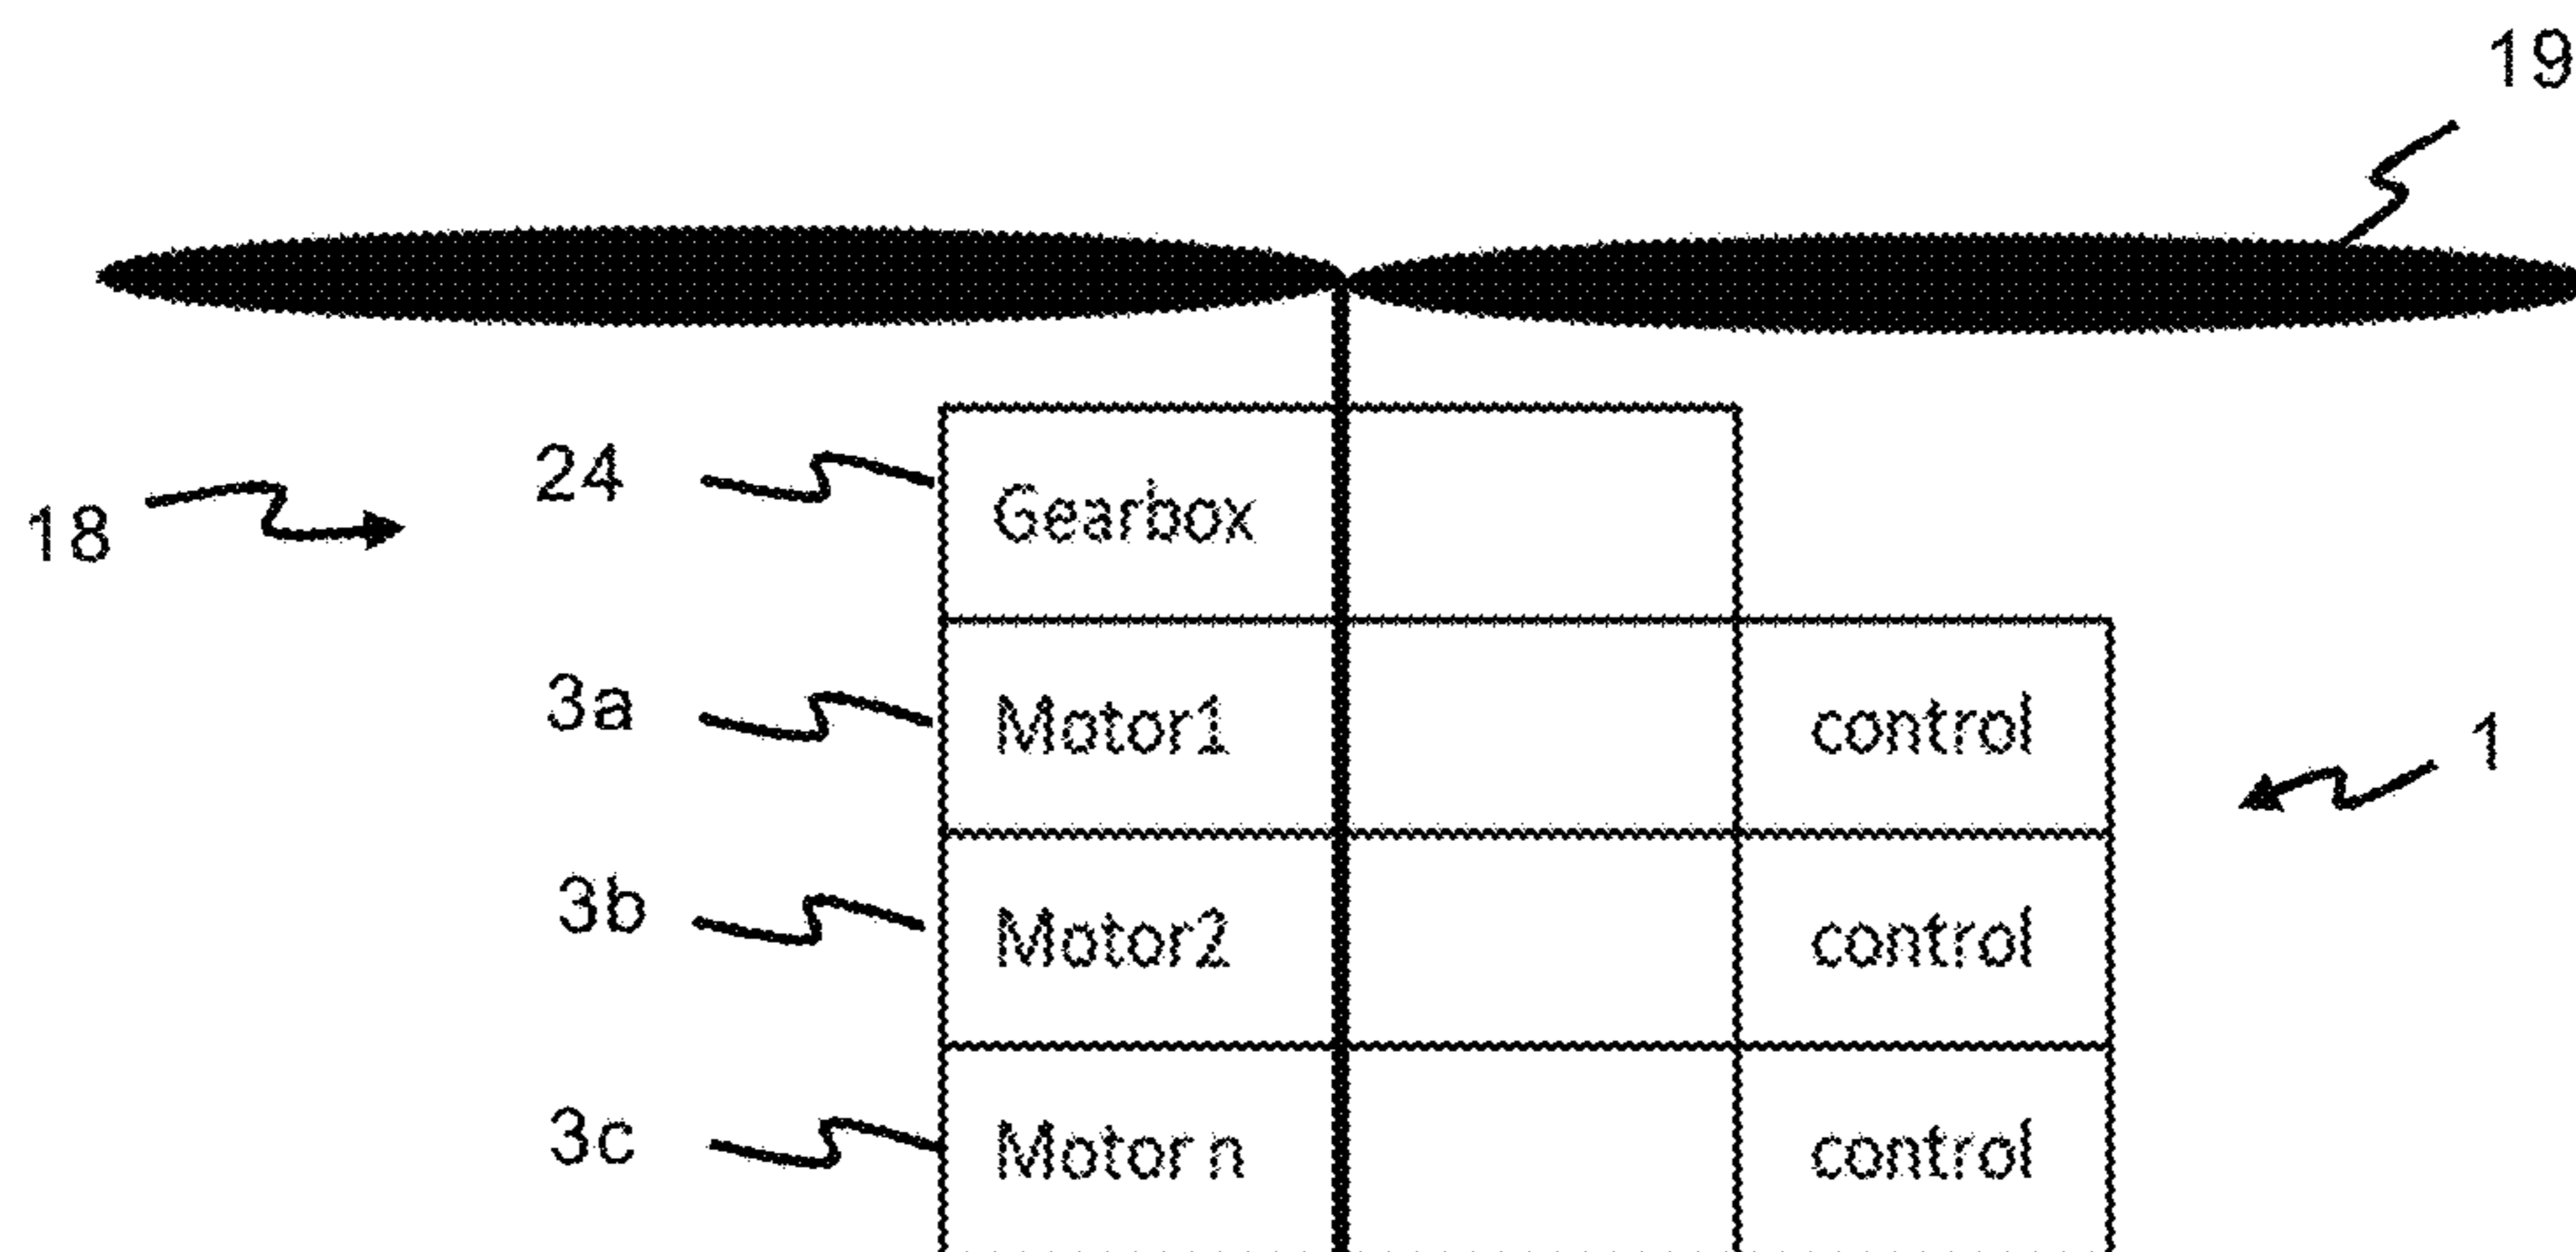 19
24 Gearbox
18
3a Motor1 control
1
3b Motor2 control
3c Motor n control